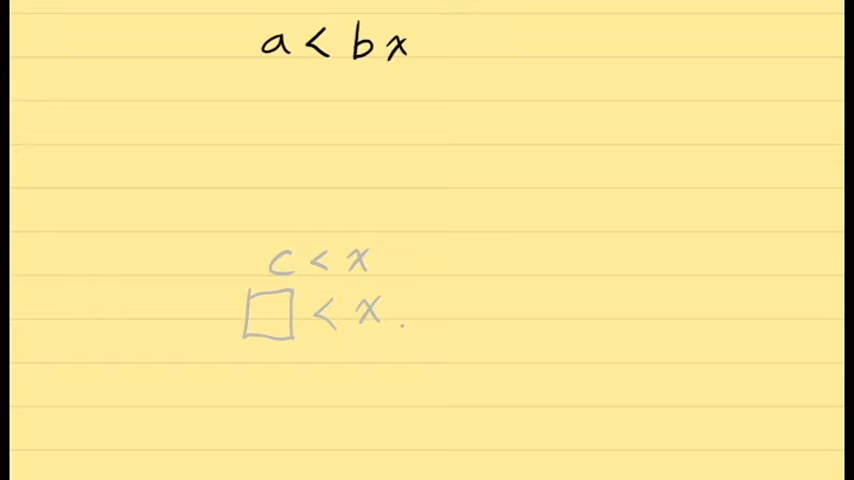 a < bx
c < x
□ < x.